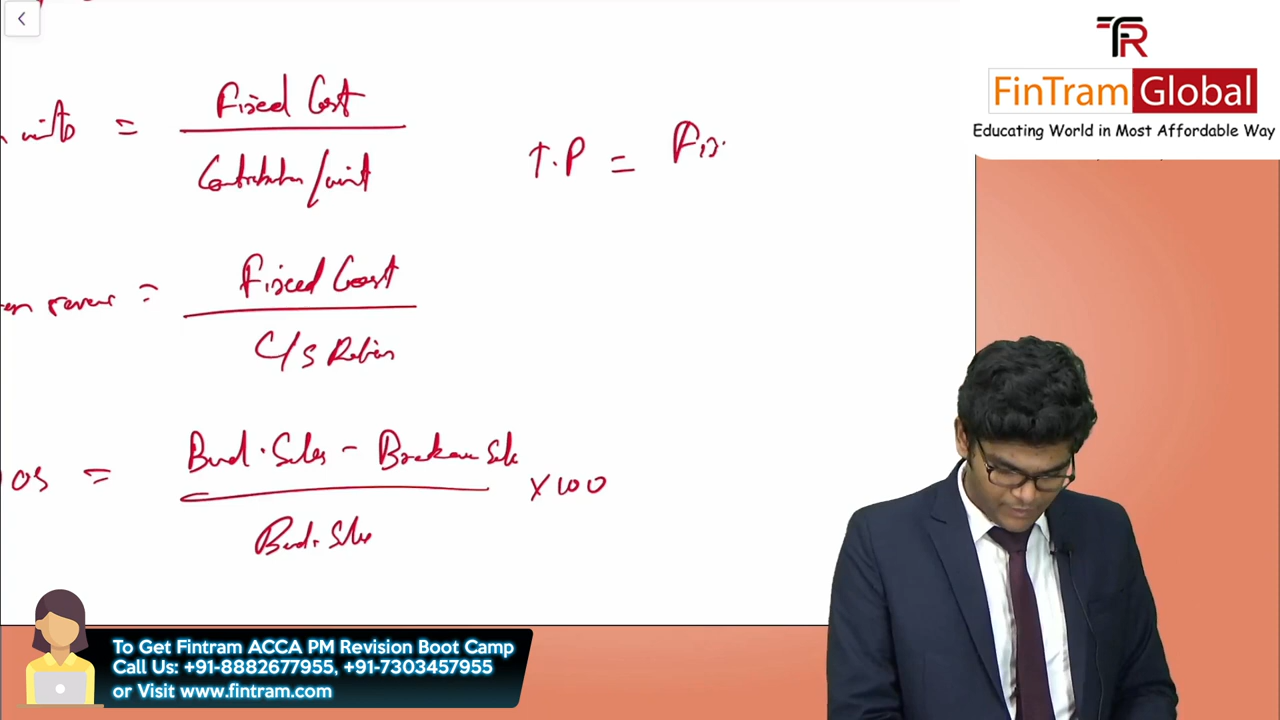 TR
FinTram Global
Educating World in Most Affordable Way
units = Fixed Cost
Contribution/unit
T.P = Fix.
revenue = Fixed Cost
C/S Ratio
OS = Bud. Sales - Breakeven Sale × 100
Bud. Sales
To Get Fintram ACCA PM Revision Boot Camp
Call Us: +91-8882677955, +91-7303457955
or Visit www.fintram.com